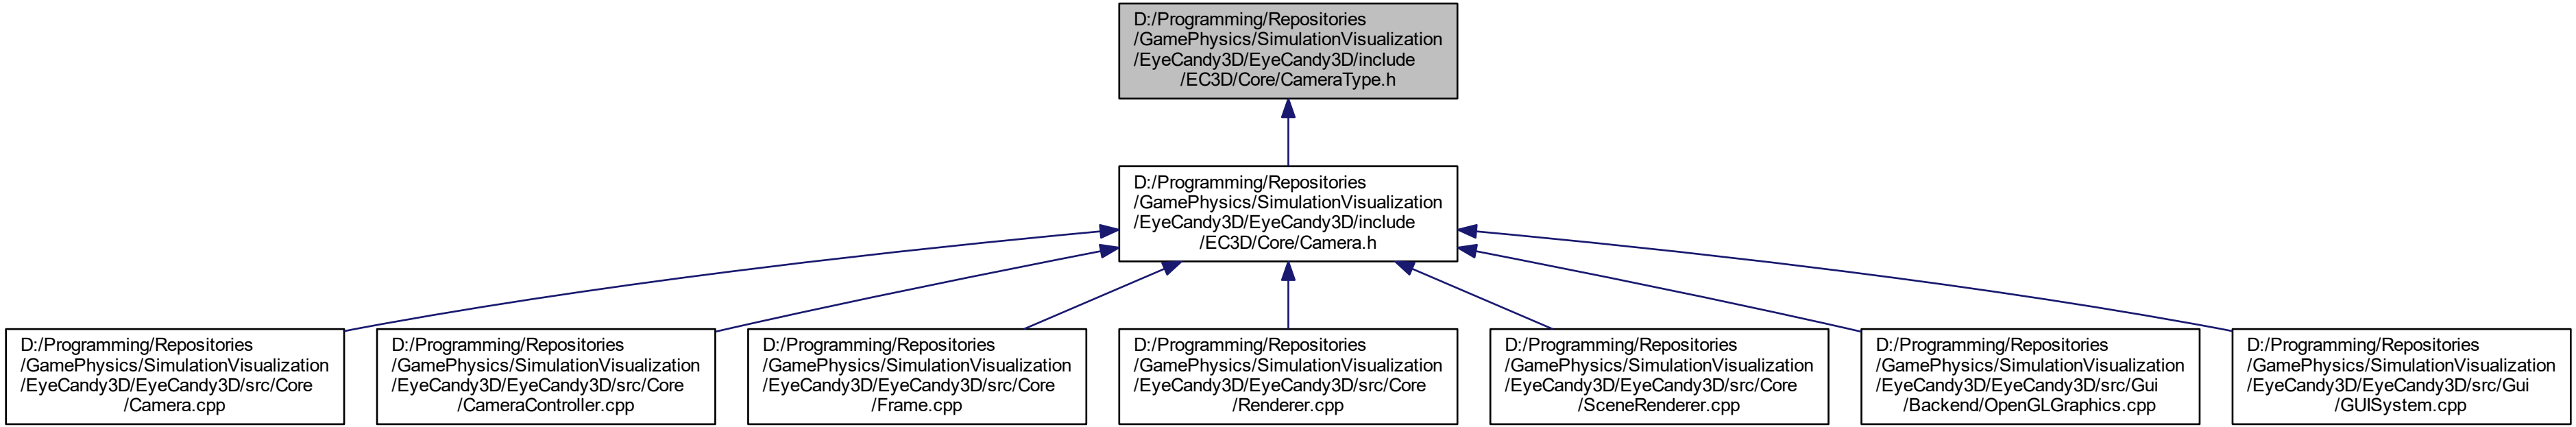 D:/Programming/Repositories
/GamePhysics/SimulationVisualization
/EyeCandy3D/EyeCandy3D/include
/EC3D/Core/CameraType.h
D:/Programming/Repositories
/GamePhysics/SimulationVisualization
/EyeCandy3D/EyeCandy3D/include
/EC3D/Core/Camera.h
D:/Programming/Repositories
/GamePhysics/SimulationVisualization
/EyeCandy3D/EyeCandy3D/src/Core
/Camera.cpp
D:/Programming/Repositories
/GamePhysics/SimulationVisualization
/EyeCandy3D/EyeCandy3D/src/Core
/CameraController.cpp
D:/Programming/Repositories
/GamePhysics/SimulationVisualization
/EyeCandy3D/EyeCandy3D/src/Core
/Frame.cpp
D:/Programming/Repositories
/GamePhysics/SimulationVisualization
/EyeCandy3D/EyeCandy3D/src/Core
/Renderer.cpp
D:/Programming/Repositories
/GamePhysics/SimulationVisualization
/EyeCandy3D/EyeCandy3D/src/Core
/SceneRenderer.cpp
D:/Programming/Repositories
/GamePhysics/SimulationVisualization
/EyeCandy3D/EyeCandy3D/src/Gui
/Backend/OpenGLGraphics.cpp
D:/Programming/Repositories
/GamePhysics/SimulationVisualization
/EyeCandy3D/EyeCandy3D/src/Gui
/GUISystem.cpp